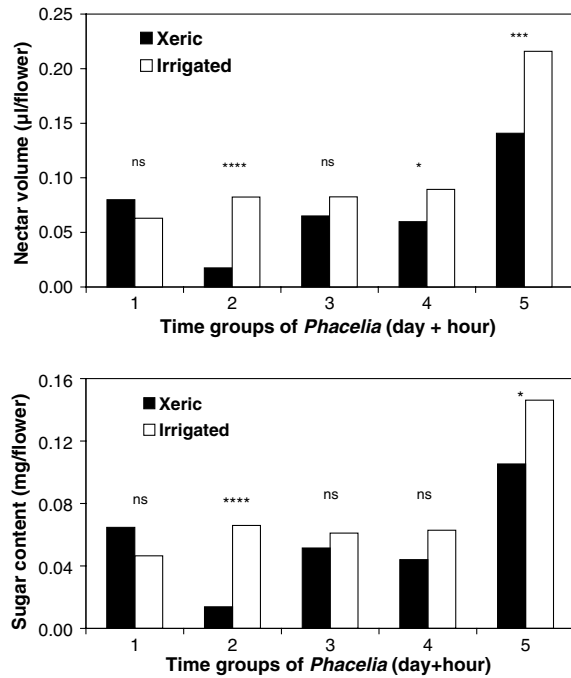 0.25
Xeric
***
Irrigated
0.20
0.15
ns
****
ns
*
0.10
0.05
0.00
Nectar volume (µl/flower)
1 2 3 4 5
Time groups of Phacelia (day + hour)
0.16
Xeric
*
Irrigated
0.12
ns
****
ns
ns
0.08
0.04
0.00
Sugar content (mg/flower)
1 2 3 4 5
Time groups of Phacelia (day+hour)